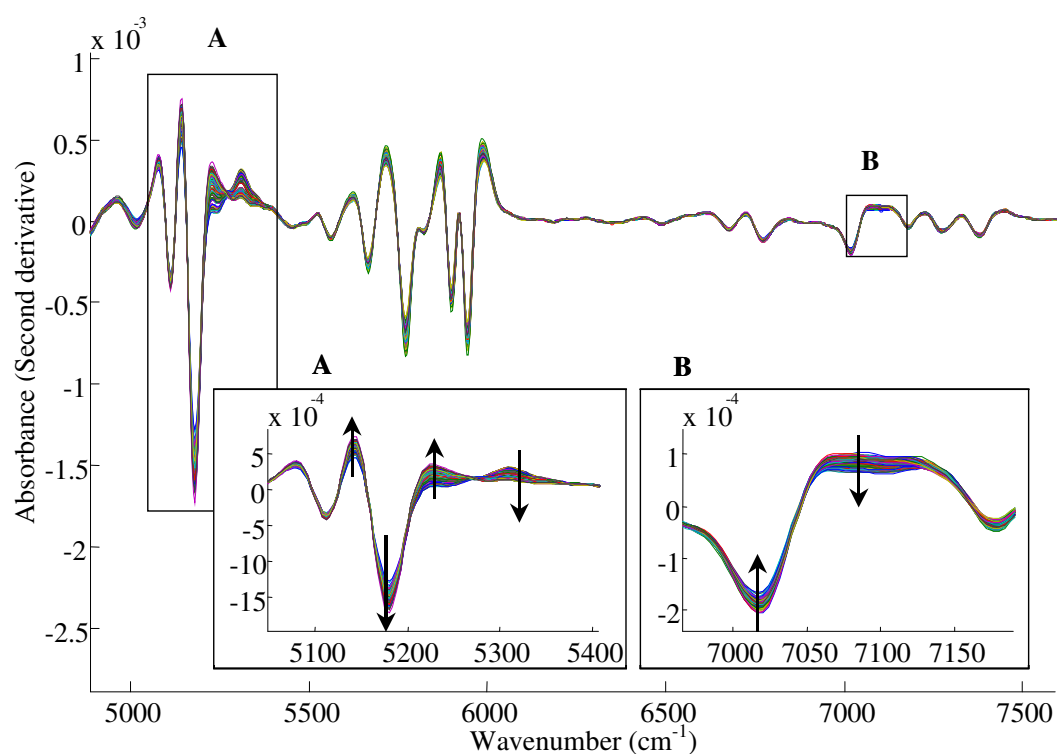 x 10-3
A
1
0.5
0
-0.5
-1
-1.5
-2
-2.5
Absorbance (Second derivative)
B
A
x 10-4
5
0
-5
-10
-15
5100 5200 5300 5400
B
x 10-4
1
0
-1
-2
7000 7050 7100 7150
5000 5500 6000 6500 7000 7500
Wavenumber (cm-1)